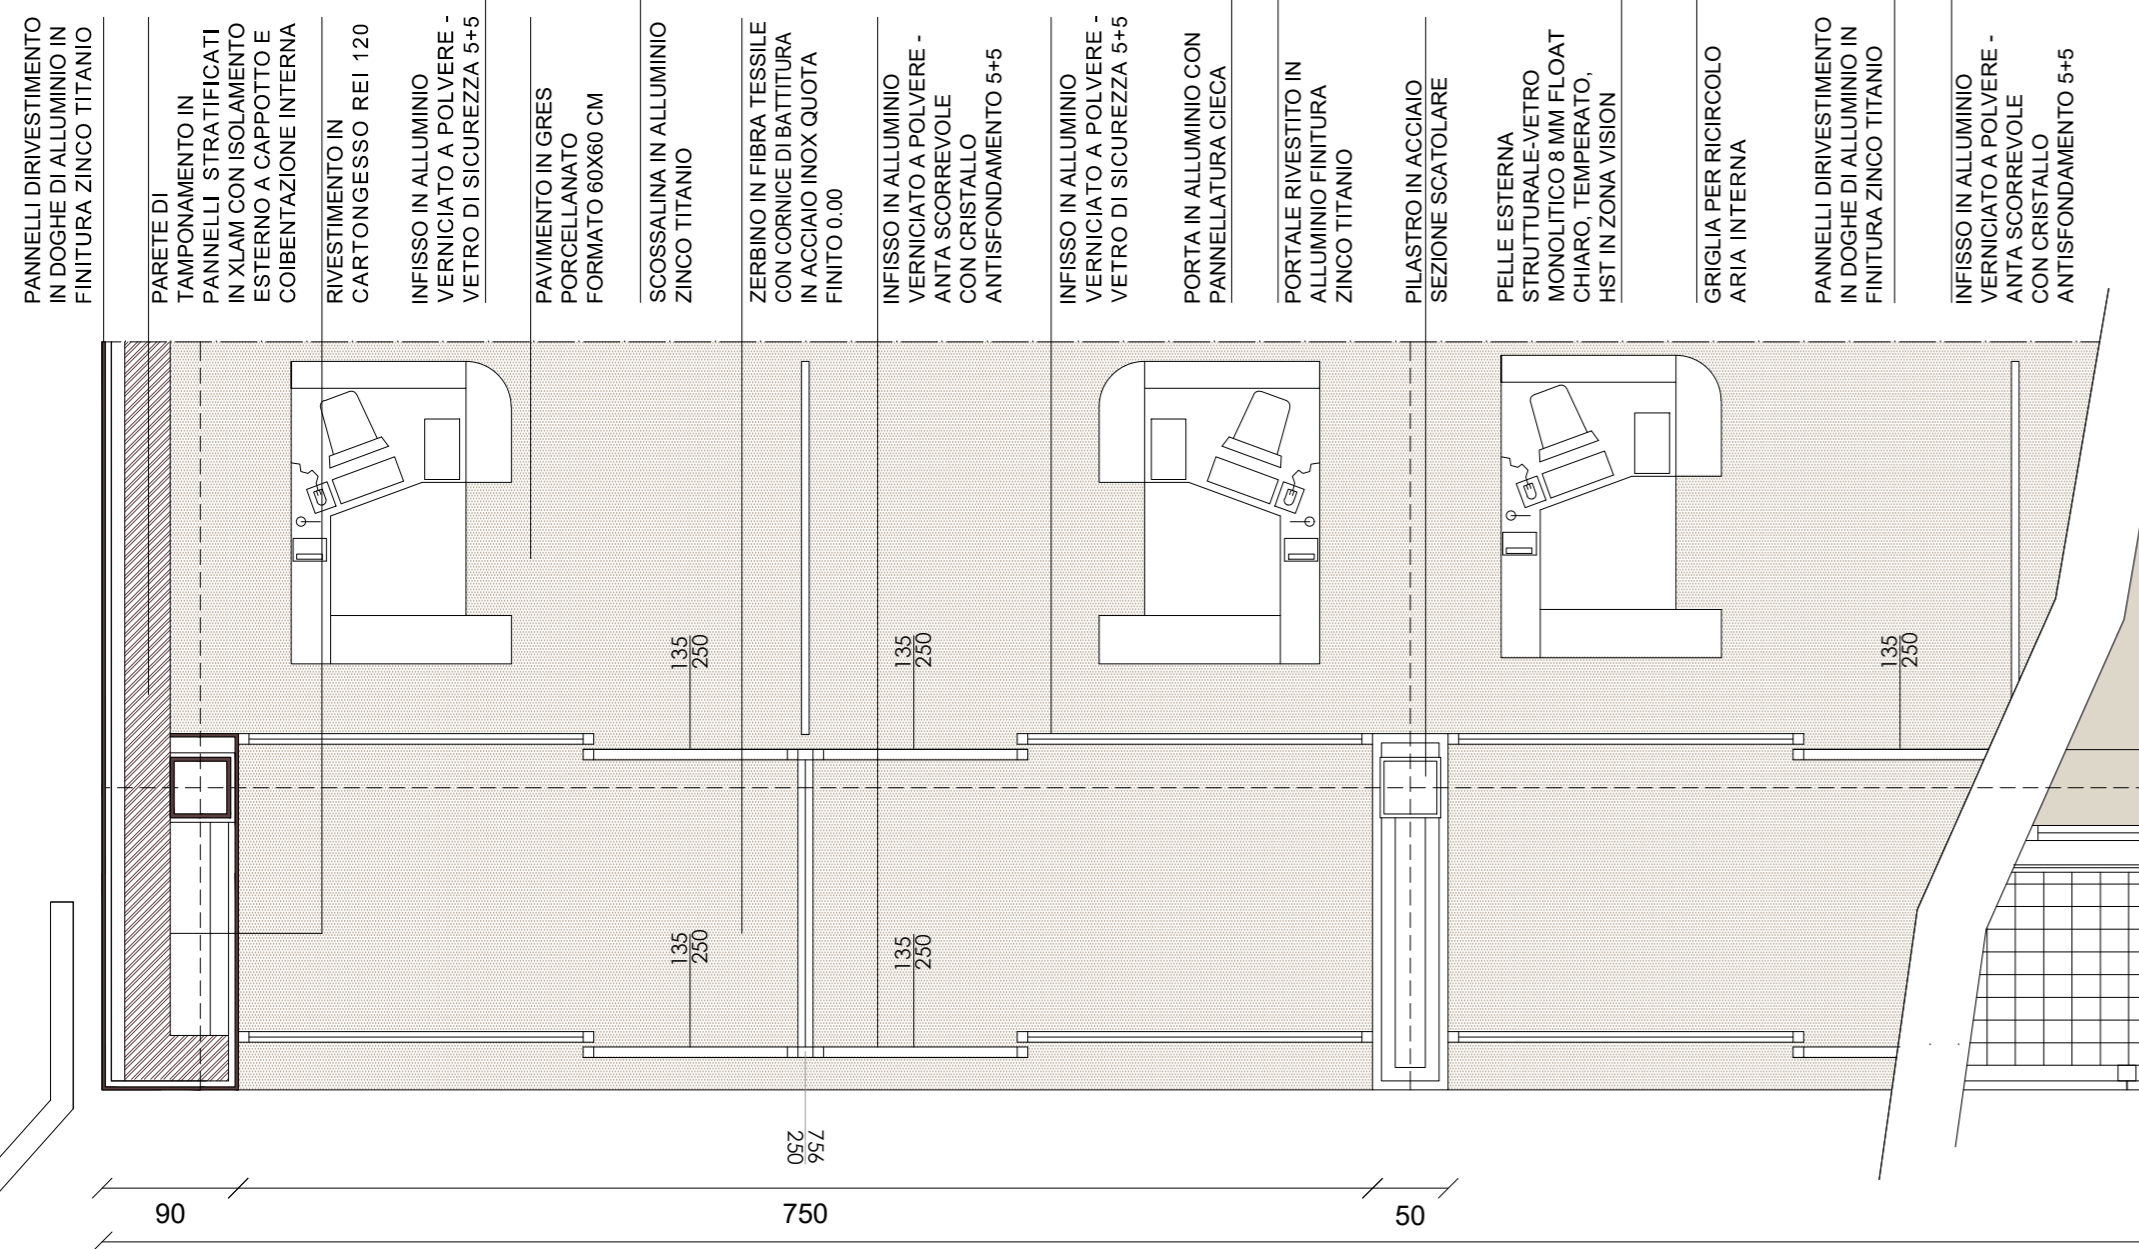 PANNELLI DIRIVESTIMENTO
IN DOGHE DI ALLUMINIO IN
FINITURA ZINCO TITANIO
PARETE DI
TAMPONAMENTO IN
PANNELLI STRATIFICATI
IN XLAM CON ISOLAMENTO
ESTERNO A CAPPOTTO E
COIBENTAZIONE INTERNA
RIVESTIMENTO IN
CARTONGESSO REI 120
INFISSO IN ALLUMINIO
VERNICIATO A POLVERE -
VETRO DI SICUREZZA 5+5
PAVIMENTO IN GRES
PORCELLANATO
FORMATO 60X60 CM
SCOSSALINA IN ALLUMINIO
ZINCO TITANIO
ZERBINO IN FIBRA TESSILE
CON CORNICE DI BATTITURA
IN ACCIAIO INOX QUOTA
FINITO 0.00
INFISSO IN ALLUMINIO
VERNICIATO A POLVERE -
ANTA SCORREVOLE
CON CRISTALLO
ANTISFONDAMENTO 5+5
INFISSO IN ALLUMINIO
VERNICIATO A POLVERE -
VETRO DI SICUREZZA 5+5
PORTA IN ALLUMINIO CON
PANNELLATURA CIECA
PORTALE RIVESTITO IN
ALLUMINIO FINITURA
ZINCO TITANIO
PILASTRO IN ACCIAIO
SEZIONE SCATOLARE
PELLE ESTERNA
STRUTTURALE-VETRO
MONOLITICO 8 MM FLOAT
CHIARO, TEMPERATO,
HST IN ZONA VISION
GRIGLIA PER RICIRCOLO
ARIA INTERNA
PANNELLI DIRIVESTIMENTO
IN DOGHE DI ALLUMINIO IN
FINITURA ZINCO TITANIO
INFISSO IN ALLUMINIO
VERNICIATO A POLVERE -
ANTA SCORREVOLE
CON CRISTALLO
ANTISFONDAMENTO 5+5
135
250
135
250
135
250
135
250
135
250
756
250
90
750
50